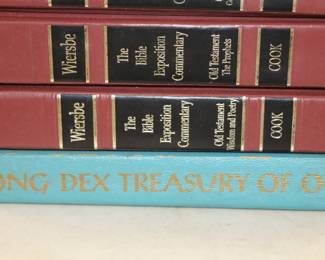 Wiersbe
The
Bible
Exposition
Commentary
Old Testament
The Prophets
COOK
Wiersbe
The
Bible
Exposition
Commentary
Old Testament
Wisdom and Poetry
COOK
ONG DEX TREASURY OF O